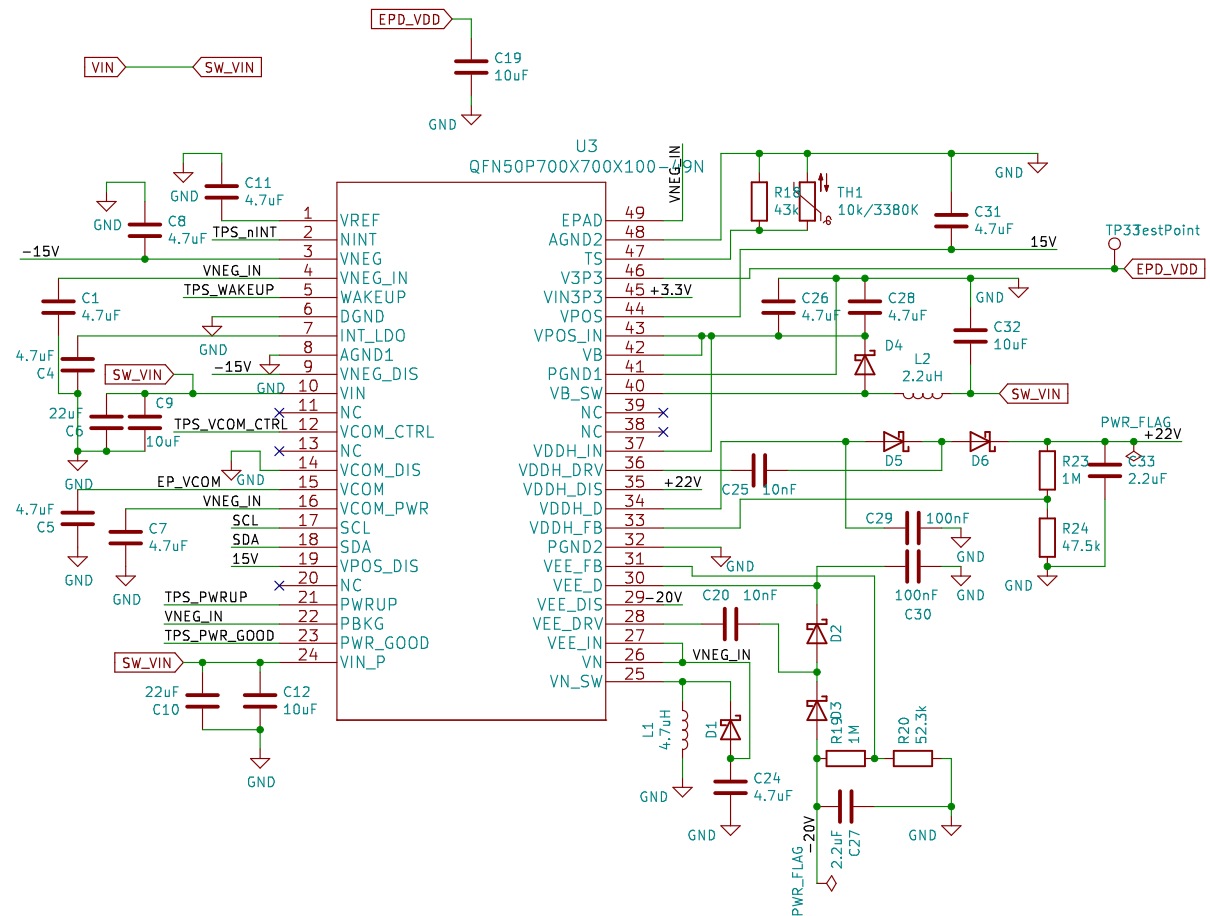 EPD_VDD
C19
10uF
GND
VIN
SW_VIN
U3
QFN50P700X700X100-49N
VNEG_IN
GND
C11
4.7uF
GND
C8
4.7uF
TPS_nINT
-15V
VNEG_IN
TPS_WAKEUP
C1
4.7uF
GND
4.7uF
C4
SW_VIN
-15V
GND
22uF
C6
C9
10uF
TPS_VCOM_CTRL
GND
GND
EP_VCOM
VNEG_IN
4.7uF
C5
C7
4.7uF
SCL
SDA
15V
GND
GND
TPS_PWRUP
VNEG_IN
TPS_PWR_GOOD
SW_VIN
22uF
C10
C12
10uF
GND
1 VREF
2 NINT
3 VNEG
4 VNEG_IN
5 WAKEUP
6 DGND
7 INT_LDO
8 AGND1
9 VNEG_DIS
10 VIN
11 NC
12 VCOM_CTRL
13 NC
14 VCOM_DIS
15 VCOM
16 VCOM_PWR
17 SCL
18 SDA
19 VPOS_DIS
20 NC
21 PWRUP
22 PBKG
23 PWR_GOOD
24 VIN_P
EPAD 49
AGND2 48
TS 47
V3P3 46
VIN3P3 45
VPOS 44
VPOS_IN 43
VB 42
PGND1 41
VB_SW 40
NC 39
NC 38
VDDH_IN 37
VDDH_DRV 36
VDDH_DIS 35
VDDH_D 34
VDDH_FB 33
PGND2 32
VEE_FB 31
VEE_D 30
VEE_DIS 29
VEE_DRV 28
VEE_IN 27
VN 26
VN_SW 25
R18
43k
TH1
10k/3380K
GND
C31
4.7uF
15V
TP33
TestPoint
EPD_VDD
+3.3V
C26
4.7uF
C28
4.7uF
GND
C32
10uF
D4
L2
2.2uH
SW_VIN
PWR_FLAG
+22V
D5
D6
R23
1M
C33
2.2uF
C25
10nF
+22V
C29
100nF
GND
R24
47.5k
GND
GND
100nF
C30
GND
-20V
C20
10nF
D2
VNEG_IN
D3
L1
4.7uH
D1
R19
1M
R20
52.3k
GND
C24
4.7uF
GND
-20V
2.2uF
C27
GND
PWR_FLAG